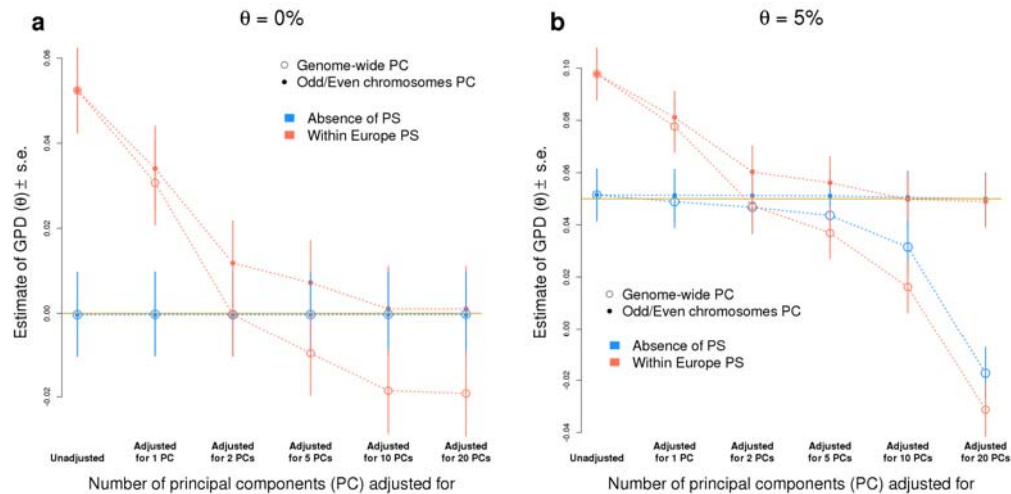 a
θ = 0%
Estimate of GPD (θ) ± s.e.
0.06
0.04
0.02
0.00
-0.02
Genome-wide PC
Odd/Even chromosomes PC
Absence of PS
Within Europe PS
Unadjusted
Adjusted for 1 PC
Adjusted for 2 PCs
Adjusted for 5 PCs
Adjusted for 10 PCs
Adjusted for 20 PCs
Number of principal components (PC) adjusted for
b
θ = 5%
Estimate of GPD (θ) ± s.e.
0.10
0.08
0.06
0.04
0.02
0.00
-0.02
-0.04
Genome-wide PC
Odd/Even chromosomes PC
Absence of PS
Within Europe PS
Unadjusted
Adjusted for 1 PC
Adjusted for 2 PCs
Adjusted for 5 PCs
Adjusted for 10 PCs
Adjusted for 20 PCs
Number of principal components (PC) adjusted for